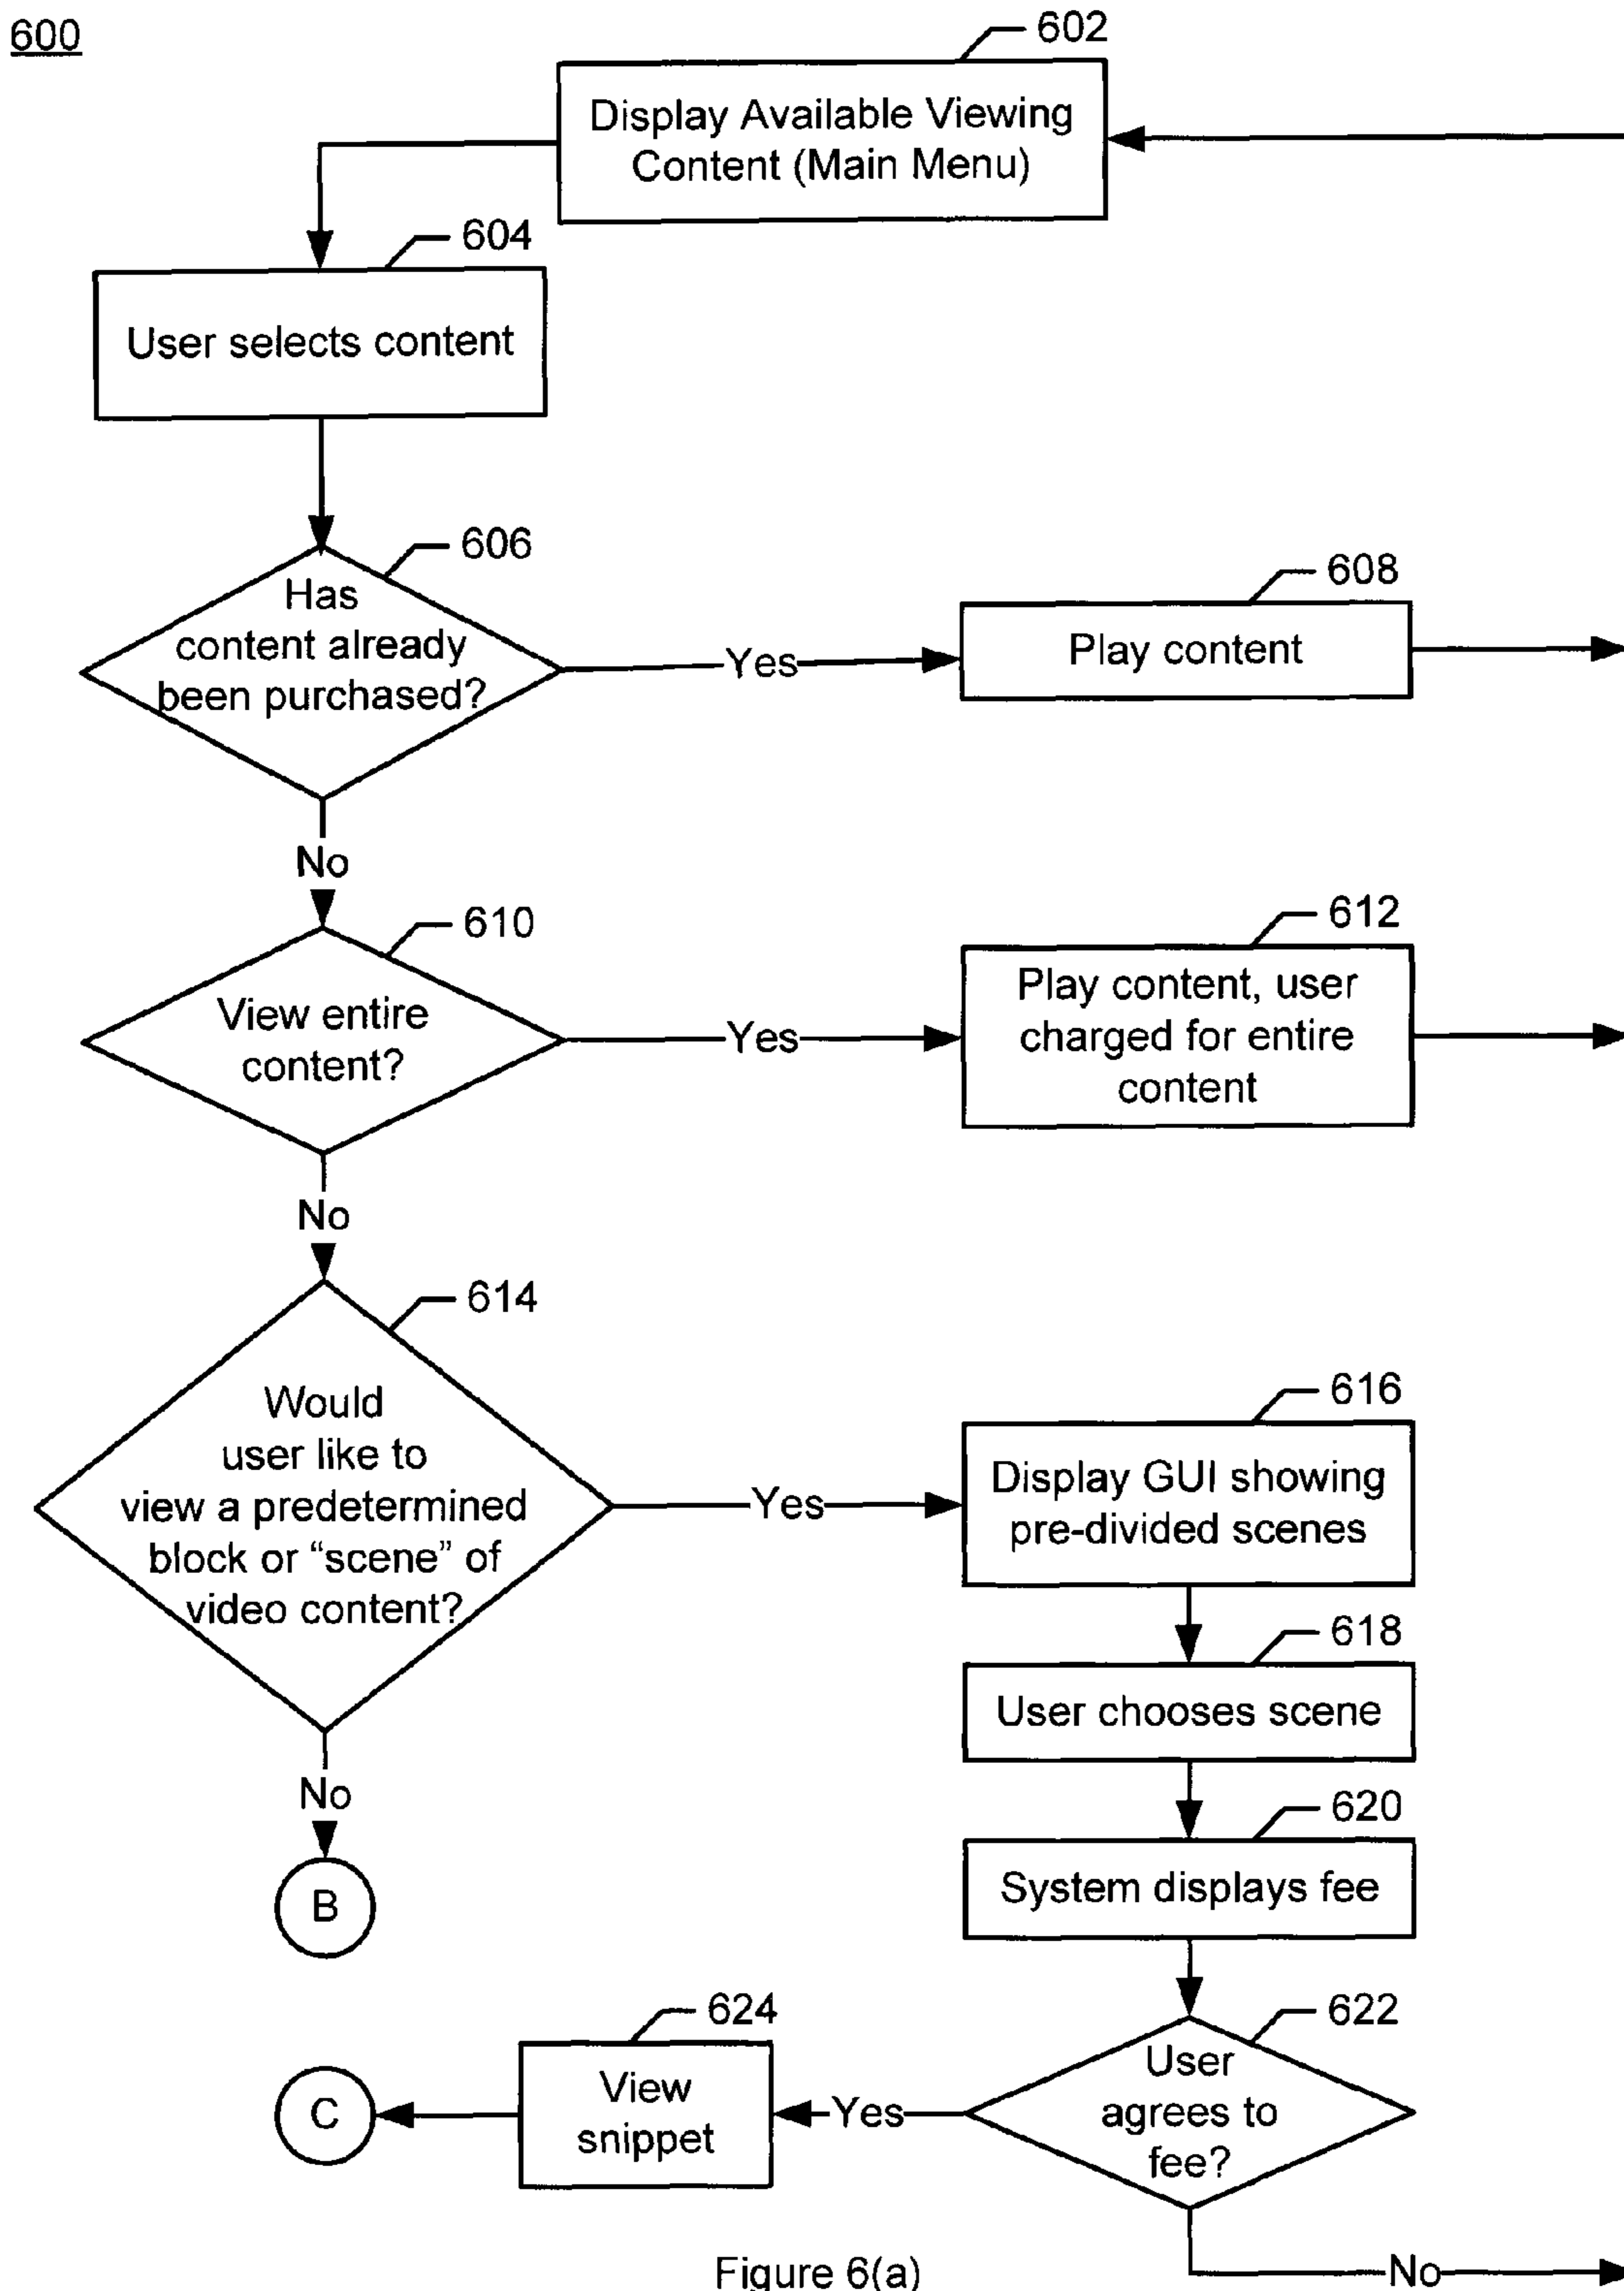 600
602
Display Available Viewing
Content (Main Menu)
604
User selects content
606
Has
content already
been purchased?
Yes
608
Play content
No
610
View entire
content?
Yes
612
Play content, user
charged for entire
content
No
614
Would
user like to
view a predetermined
block or “scene” of
video content?
Yes
616
Display GUI showing
pre-divided scenes
618
User chooses scene
No
620
System displays fee
B
622
User
agrees to
fee?
Yes
624
View
snippet
C
No
Figure 6(a)